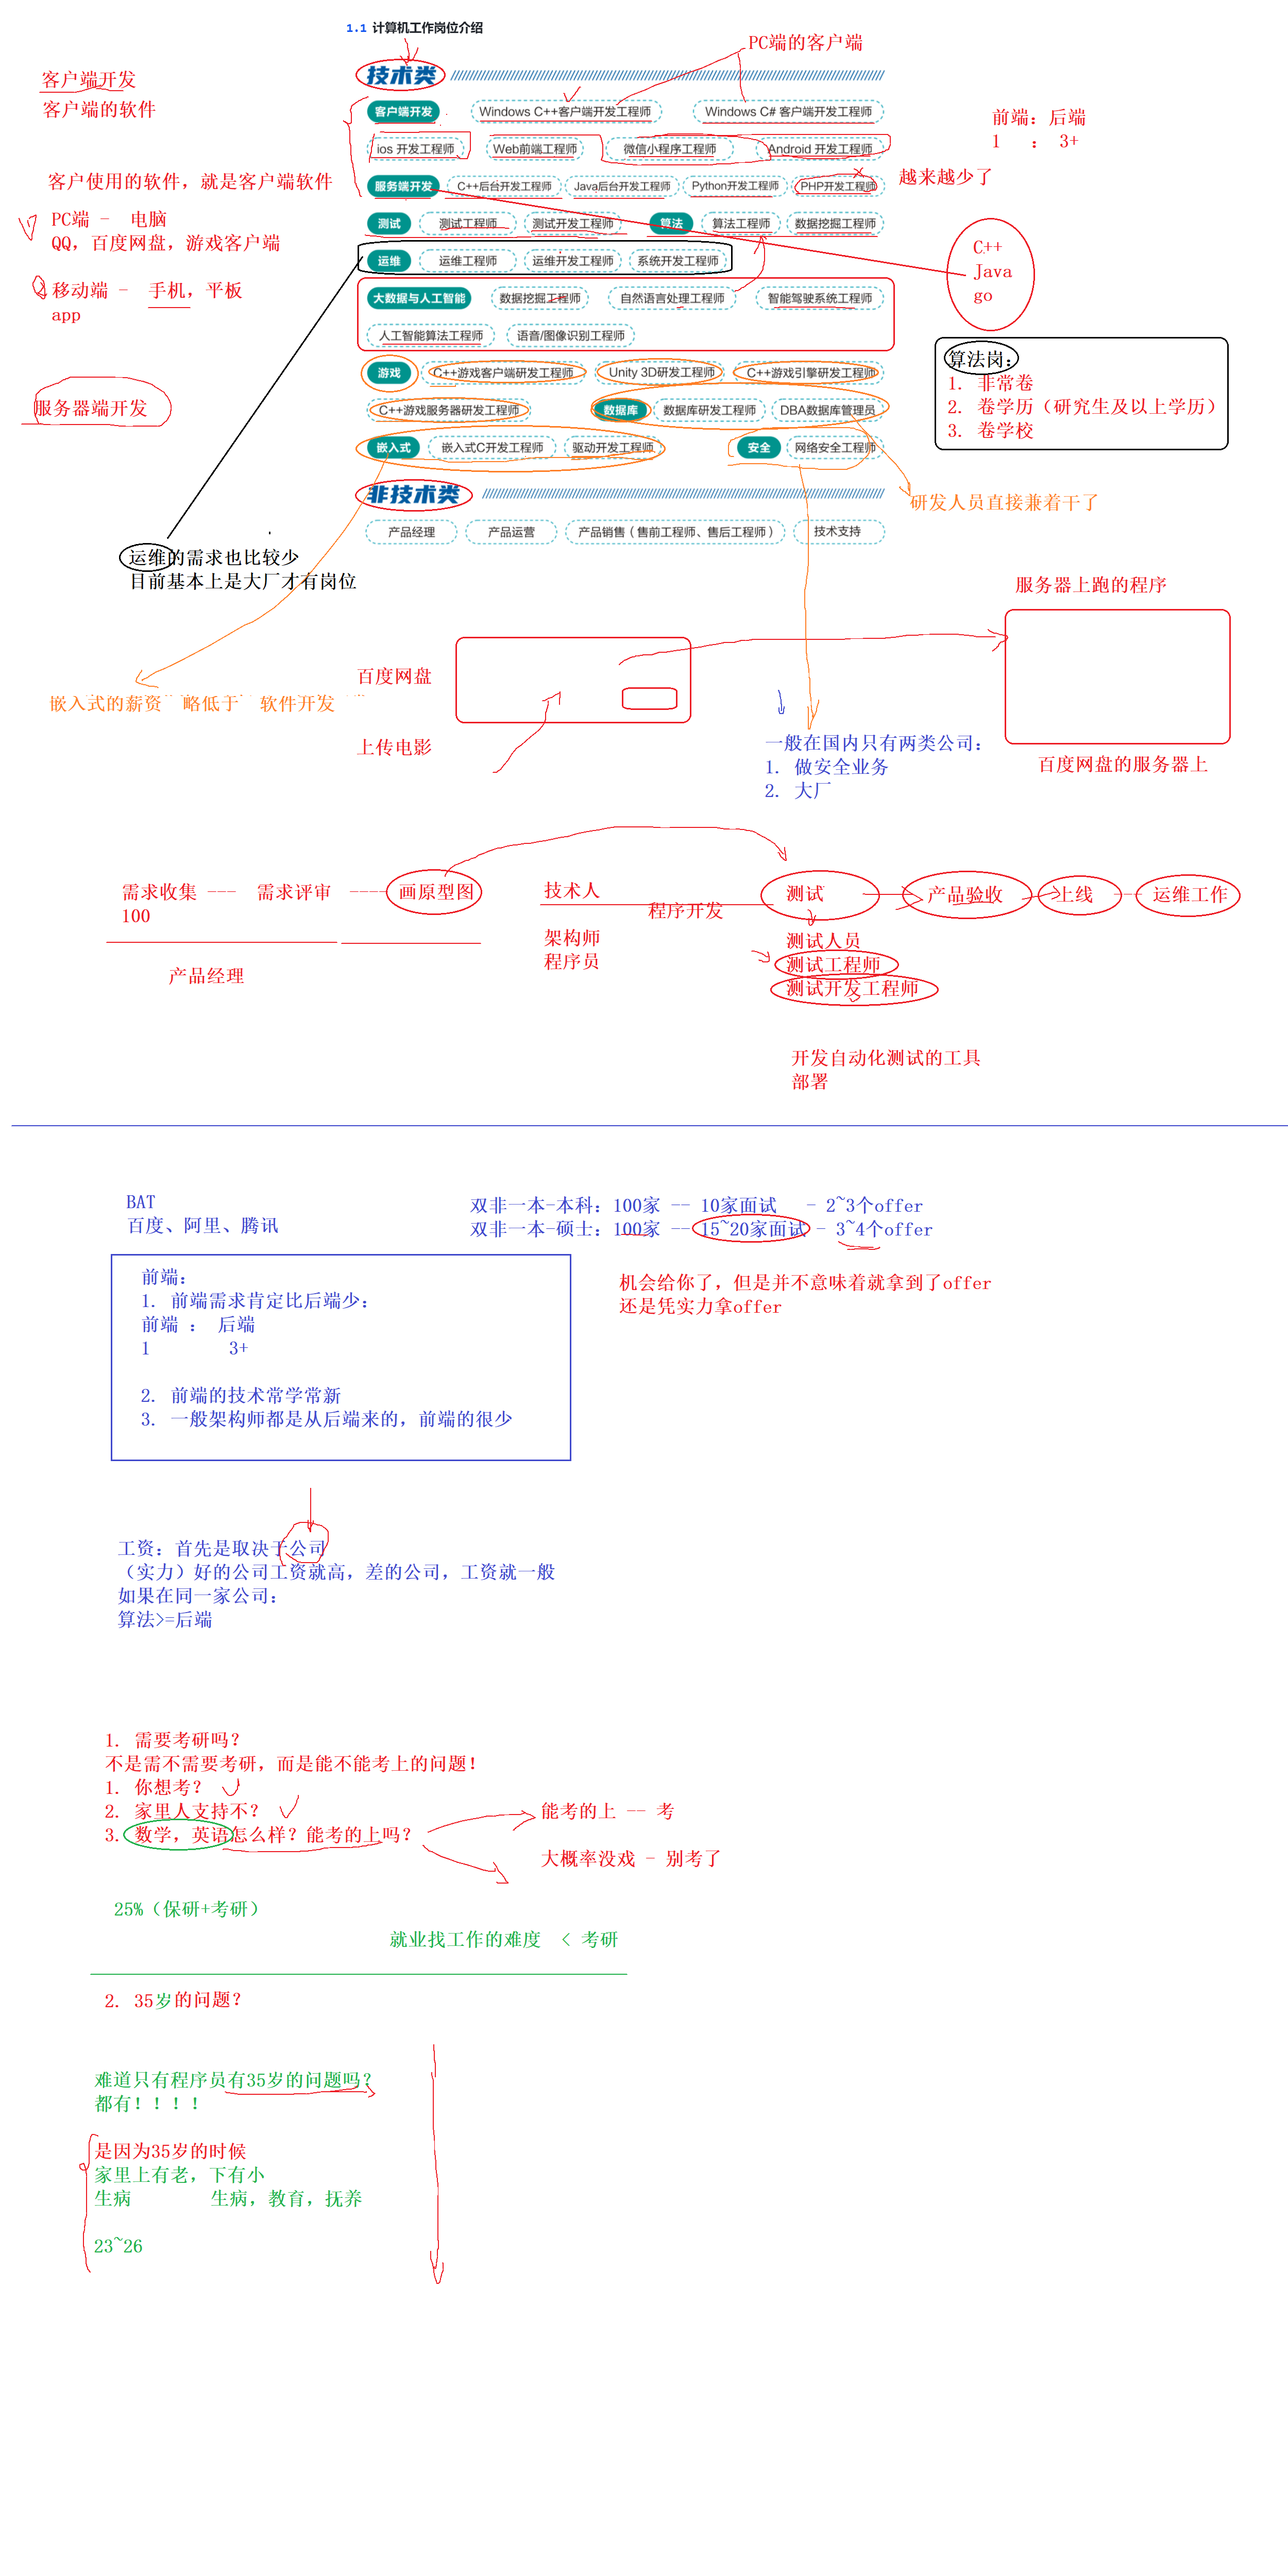 1.1 计算机工作岗位介绍
PC端的客户端
技术类
客户端开发
客户端的软件
客户端开发 Windows C++客户端开发工程师 Windows C# 客户端开发工程师
前端：后端
1 ： 3+
ios 开发工程师 Web前端工程师 微信小程序工程师 Android 开发工程师
客户使用的软件，就是客户端软件
服务端开发 C++后台开发工程师 Java后台开发工程师 Python开发工程师 PHP开发工程师
越来越少了
PC端 - 电脑
QQ，百度网盘，游戏客户端
测试 测试工程师 测试开发工程师 算法 算法工程师 数据挖掘工程师
C++
Java
go
运维 运维工程师 运维开发工程师 系统开发工程师
移动端 - 手机，平板
app
大数据与人工智能 数据挖掘工程师 自然语言处理工程师 智能驾驶系统工程师
人工智能算法工程师 语音/图像识别工程师
算法岗：
1. 非常卷
2. 卷学历（研究生及以上学历）
3. 卷学校
游戏 C++游戏客户端研发工程师 Unity 3D研发工程师 C++游戏引擎研发工程师
服务器端开发
C++游戏服务器研发工程师 数据库 数据库研发工程师 DBA数据库管理员
嵌入式 嵌入式C开发工程师 驱动开发工程师 安全 网络安全工程师
非技术类
研发人员直接兼着干了
产品经理 产品运营 产品销售（售前工程师、售后工程师） 技术支持
运维的需求也比较少
目前基本上是大厂才有岗位
服务器上跑的程序
百度网盘
嵌入式的薪资 略低于 软件开发
上传电影
一般在国内只有两类公司：
1. 做安全业务
2. 大厂
百度网盘的服务器上
需求收集 --- 需求评审 ---- 画原型图
100
产品经理
技术人
程序开发
架构师
程序员
测试 产品验收 上线 --- 运维工作
测试人员
测试工程师
测试开发工程师
开发自动化测试的工具
部署
BAT
百度、阿里、腾讯
双非一本-本科：100家 -- 10家面试 - 2~3个offer
双非一本-硕士：100家 -- 15~20家面试 - 3~4个offer
机会给你了，但是并不意味着就拿到了offer
还是凭实力拿offer
前端：
1. 前端需求肯定比后端少：
前端 ： 后端
1 3+
2. 前端的技术常学常新
3. 一般架构师都是从后端来的，前端的很少
工资：首先是取决于公司
（实力）好的公司工资就高，差的公司，工资就一般
如果在同一家公司：
算法>=后端
1. 需要考研吗？
不是需不需要考研，而是能不能考上的问题！
1. 你想考？
2. 家里人支持不？
3. 数学，英语怎么样？能考的上吗？
能考的上 -- 考
大概率没戏 - 别考了
25%（保研+考研）
就业找工作的难度 < 考研
2. 35岁的问题？
难道只有程序员有35岁的问题吗？
都有！！！！
是因为35岁的时候
家里上有老，下有小
生病 生病，教育，抚养
23~26